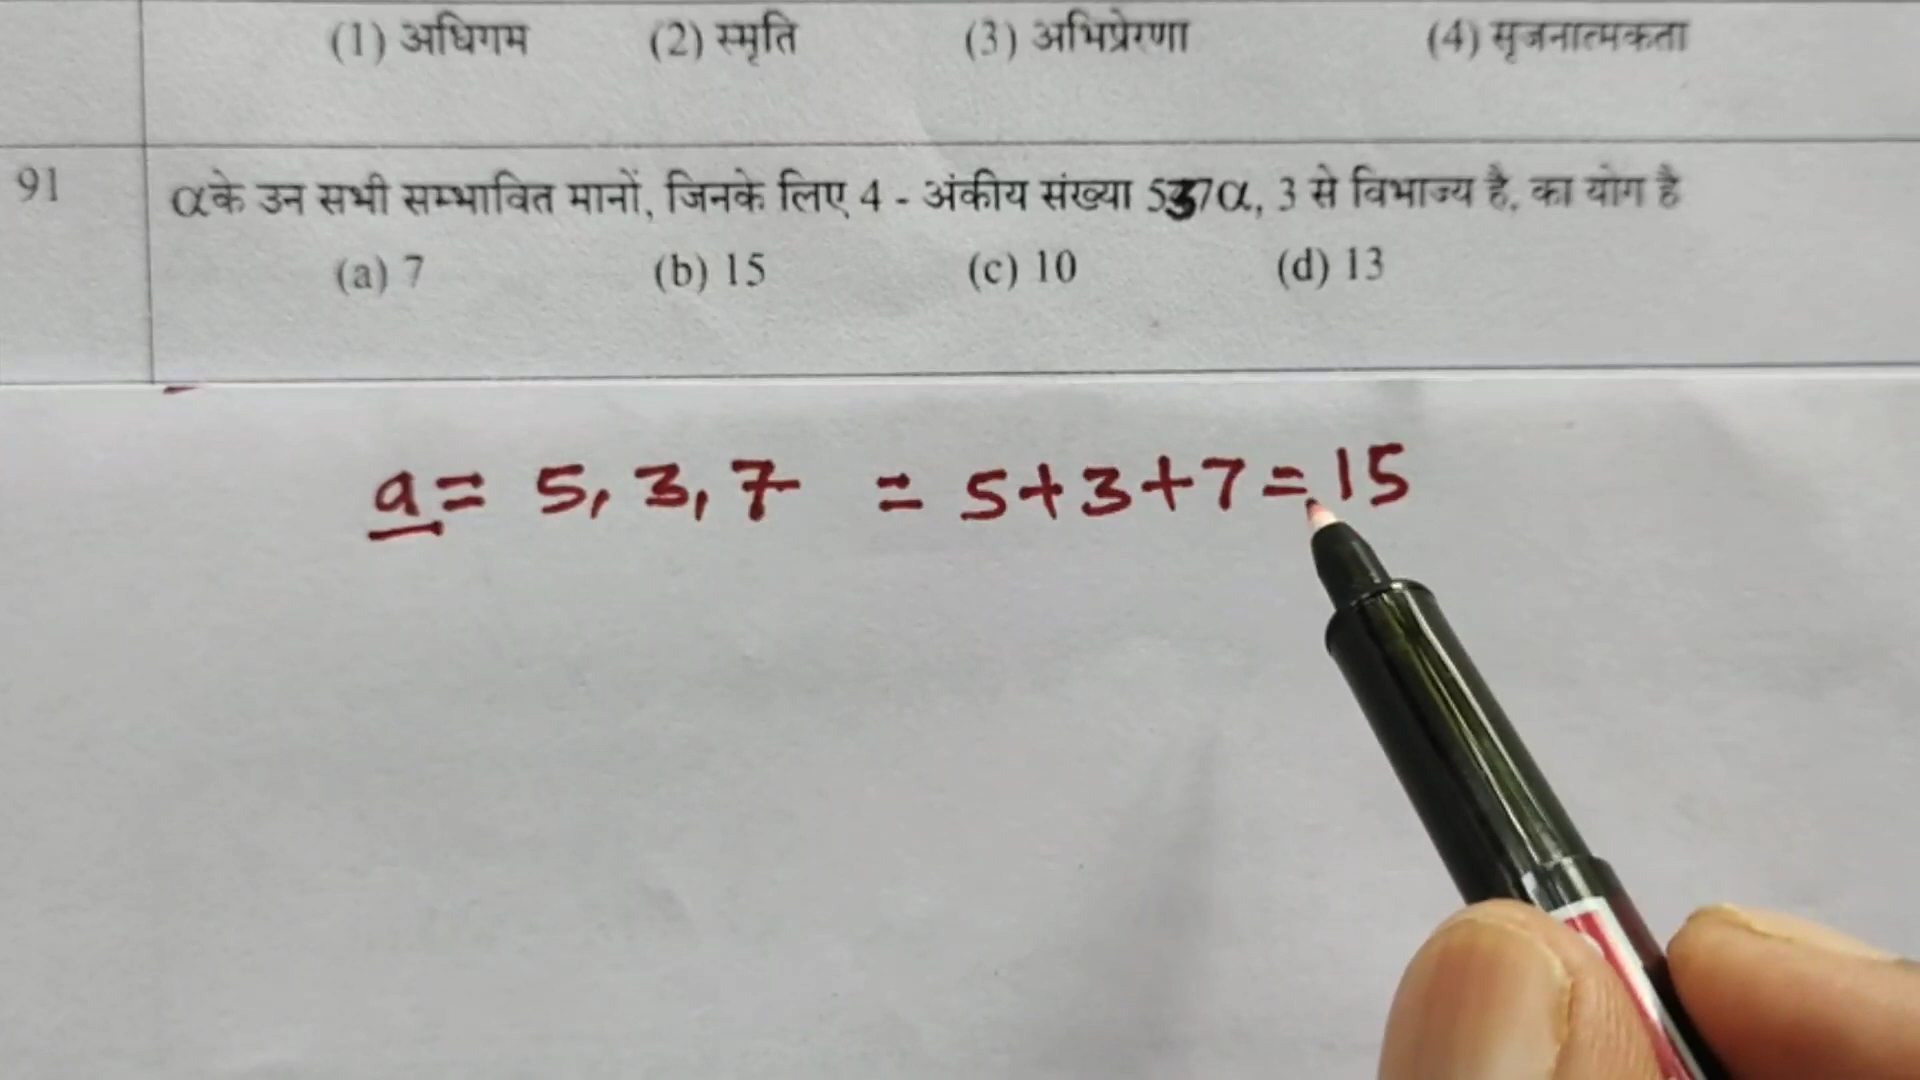 (1) अधिगम (2) स्मृति (3) अभिप्रेरणा (4) सृजनात्मकता
91 αके उन सभी सम्भावित मानों, जिनके लिए 4 - अंकीय संख्या 537α, 3 से विभाज्य है, का योग है
(a) 7 (b) 15 (c) 10 (d) 13
a = 5, 3, 7 = 5+3+7 = 15